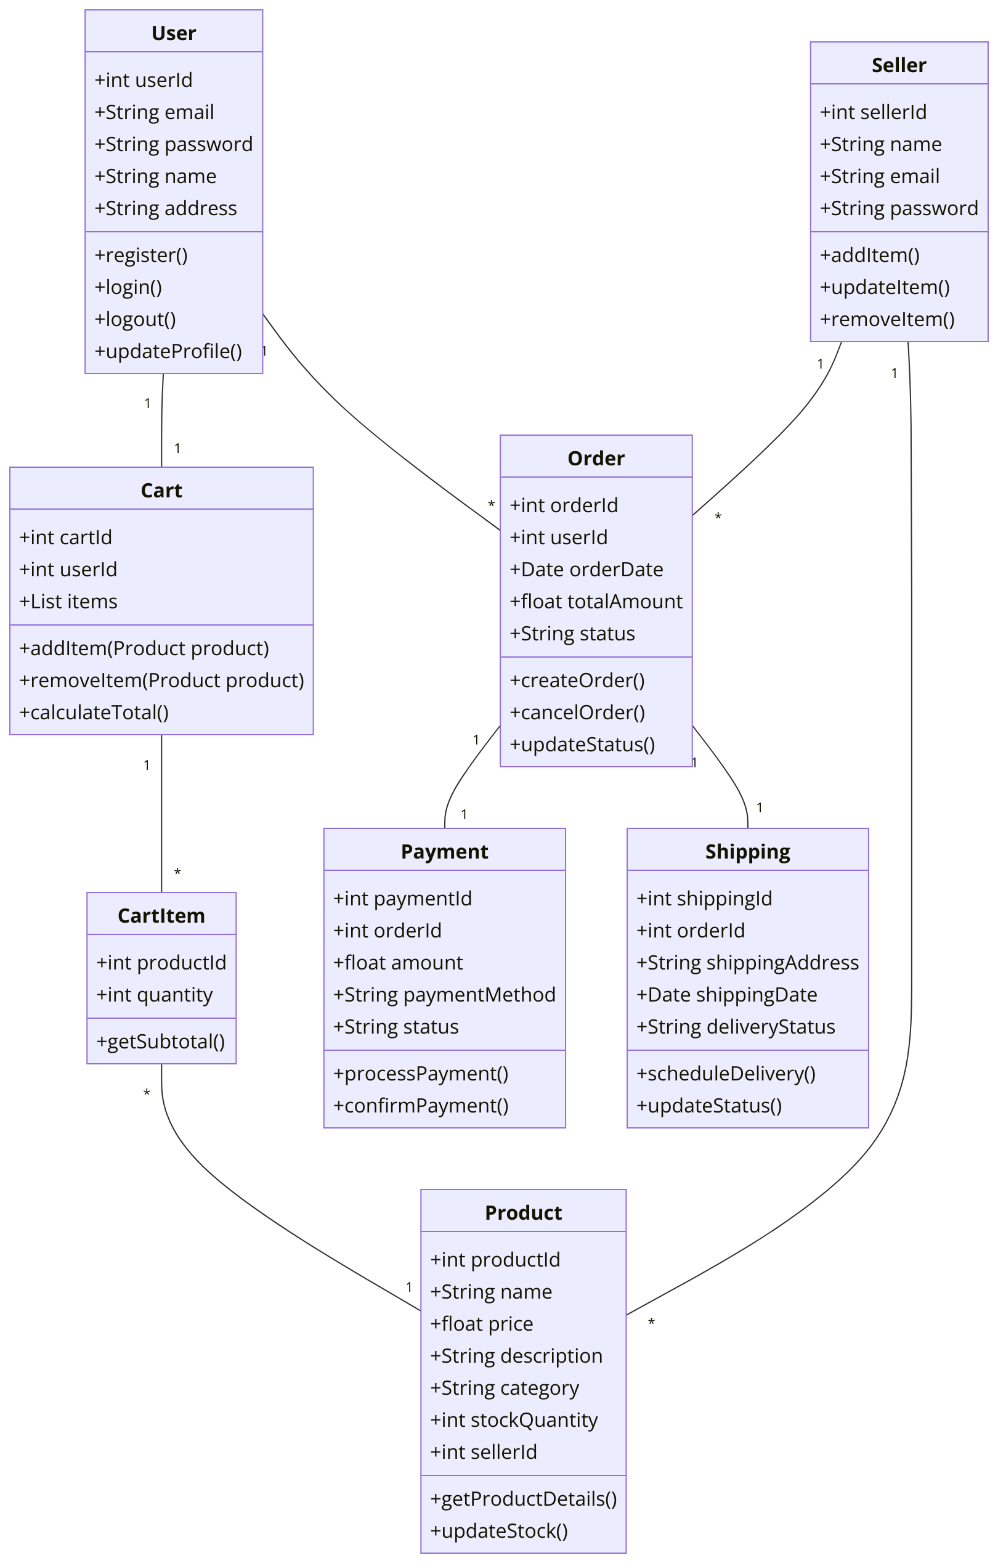 User
+int userId
+String email
+String password
+String name
+String address
+register()
+login()
+logout()
+updateProfile()
Seller
+int sellerId
+String name
+String email
+String password
+addItem()
+updateItem()
+removeItem()
1
1
1
1
1
*
*
Cart
+int cartId
+int userId
+List items
+addItem(Product product)
+removeItem(Product product)
+calculateTotal()
Order
+int orderId
+int userId
+Date orderDate
+float totalAmount
+String status
+createOrder()
+cancelOrder()
+updateStatus()
1
*
1
1
1
1
CartItem
+int productId
+int quantity
+getSubtotal()
Payment
+int paymentId
+int orderId
+float amount
+String paymentMethod
+String status
+processPayment()
+confirmPayment()
Shipping
+int shippingId
+int orderId
+String shippingAddress
+Date shippingDate
+String deliveryStatus
+scheduleDelivery()
+updateStatus()
*
1
*
Product
+int productId
+String name
+float price
+String description
+String category
+int stockQuantity
+int sellerId
+getProductDetails()
+updateStock()